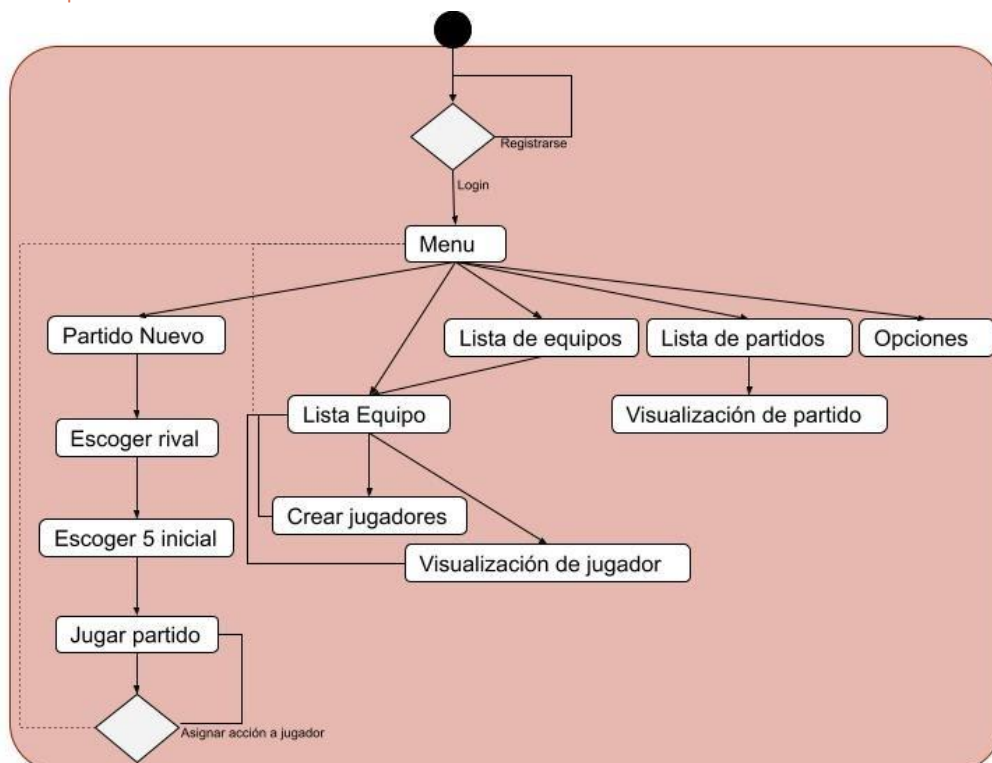 Registrarse
Login
Menu
Partido Nuevo
Lista de equipos
Lista de partidos
Opciones
Lista Equipo
Visualización de partido
Escoger rival
Crear jugadores
Escoger 5 inicial
Visualización de jugador
Jugar partido
Asignar acción a jugador